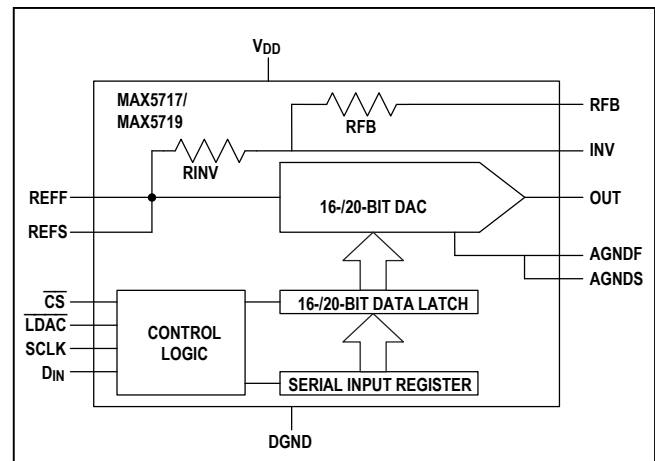 VDD
MAX5717/
MAX5719
RFB
RFB
INV
RINV
REFF
16-/20-BIT DAC
OUT
REFS
AGNDF
AGNDS
CS
16-/20-BIT DATA LATCH
LDAC
CONTROL
LOGIC
SCLK
DIN
SERIAL INPUT REGISTER
DGND